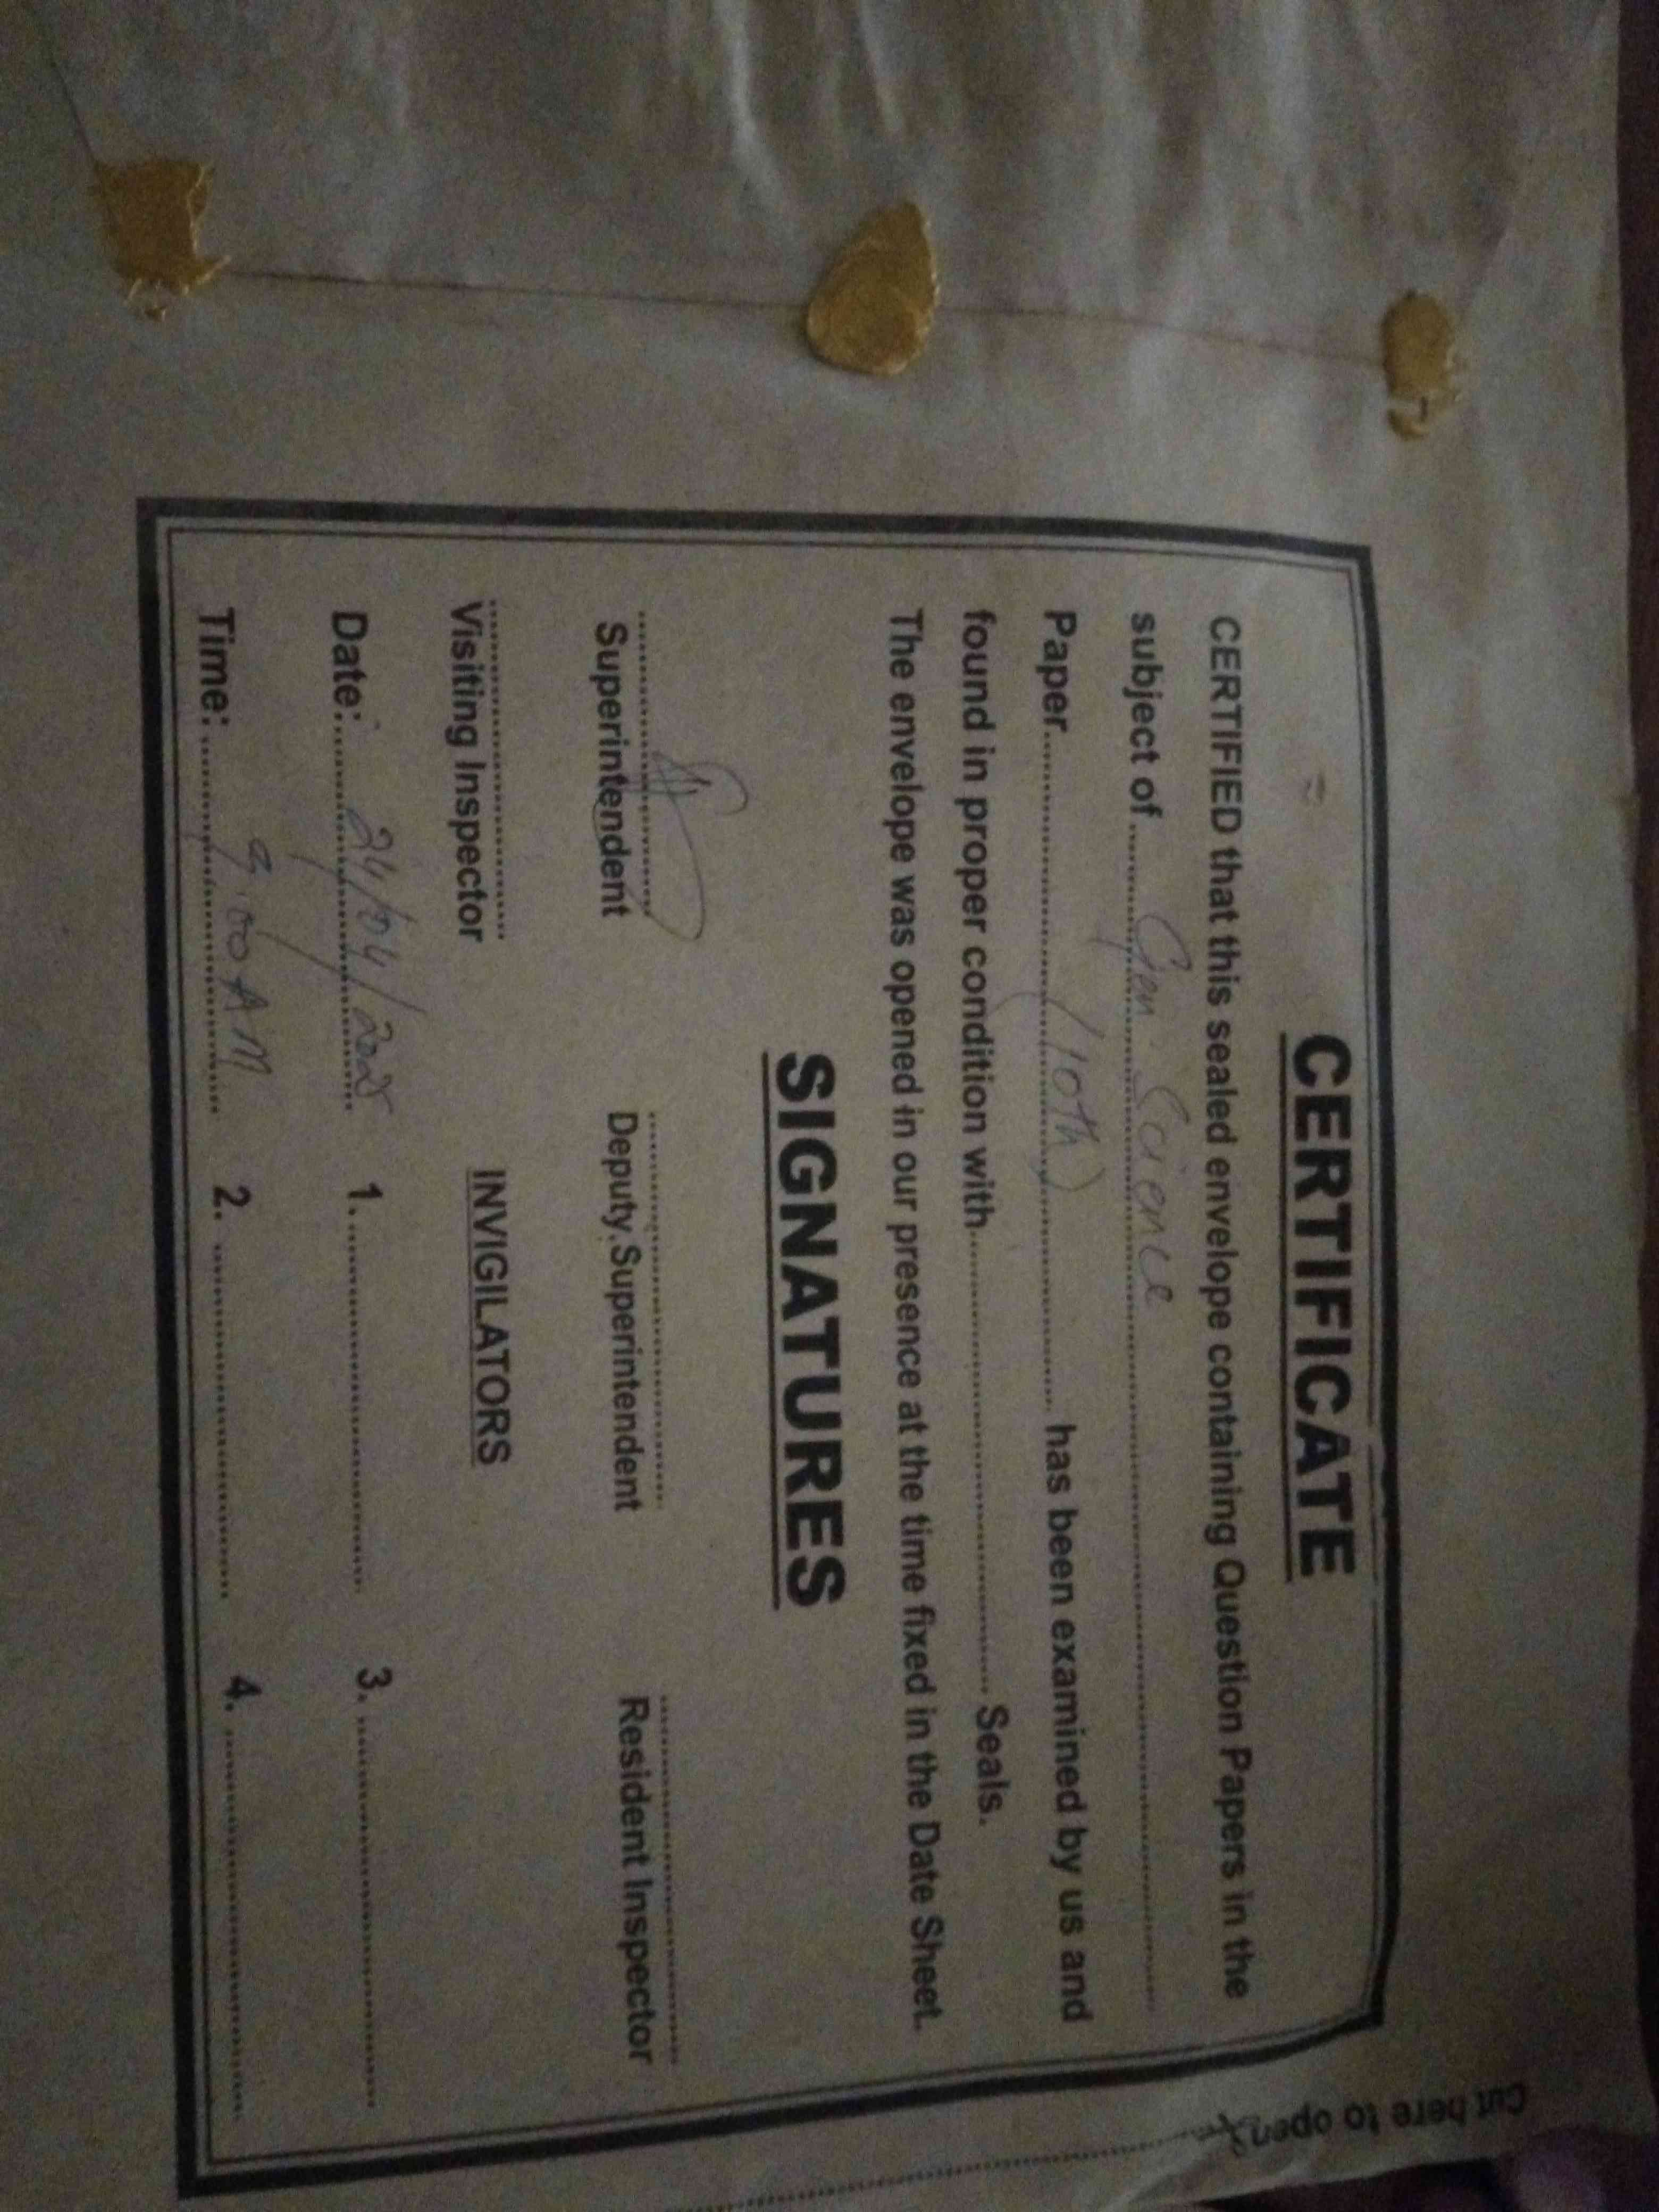 CERTIFICATE
CERTIFIED that this sealed envelope containing Question Papers in the
subject of .......... Gen. Science ..........
Paper .......... (10th) .......... has been examined by us and
found in proper condition with .......... Seals.
The envelope was opened in our presence at the time fixed in the Date Sheet.
SIGNATURES
Superintendent Deputy Superintendent Resident Inspector
Visiting Inspector INVIGILATORS
Date: 24/04/ 1. .......... 3. ..........
Time: 9:00 AM 2. .......... 4. ..........
Cut here to open